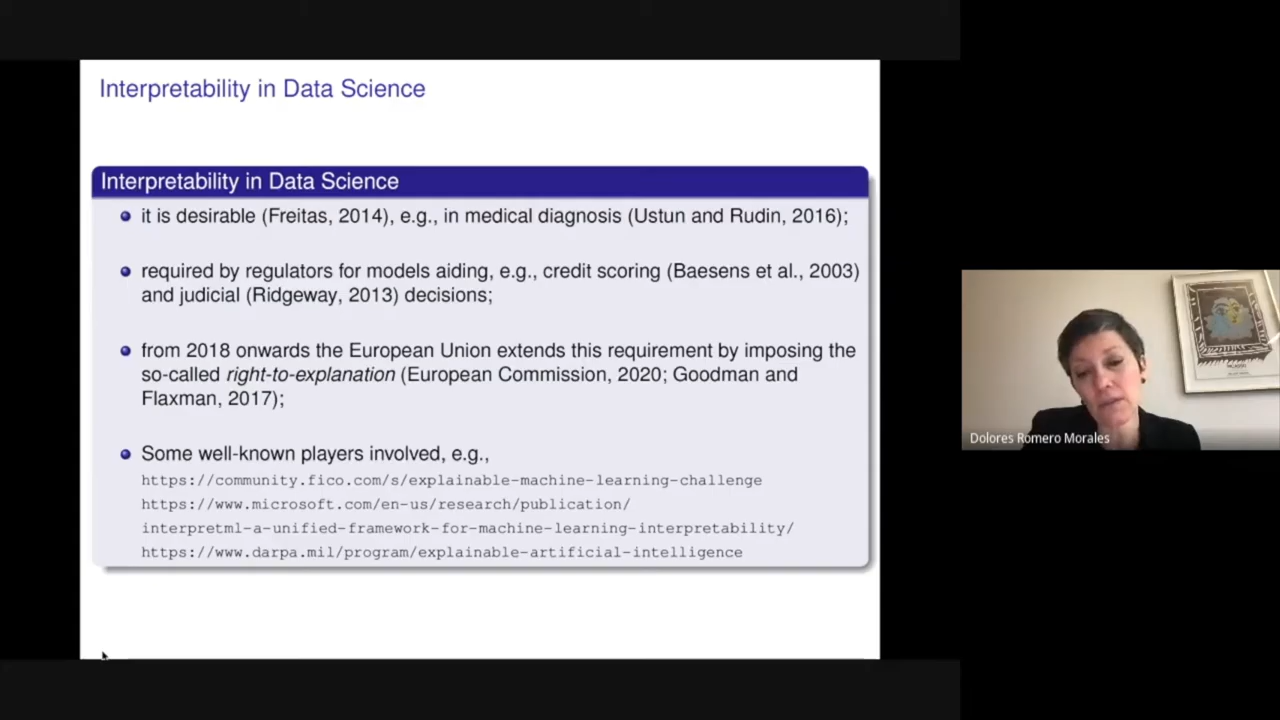 Interpretability in Data Science
Interpretability in Data Science
it is desirable (Freitas, 2014), e.g., in medical diagnosis (Ustun and Rudin, 2016);
required by regulators for models aiding, e.g., credit scoring (Baesens et al., 2003)
and judicial (Ridgeway, 2013) decisions;
from 2018 onwards the European Union extends this requirement by imposing the
so-called right-to-explanation (European Commission, 2020; Goodman and
Flaxman, 2017);
Some well-known players involved, e.g.,
https://community.fico.com/s/explainable-machine-learning-challenge
https://www.microsoft.com/en-us/research/publication/
interpretml-a-unified-framework-for-machine-learning-interpretability/
https://www.darpa.mil/program/explainable-artificial-intelligence
Dolores Romero Morales